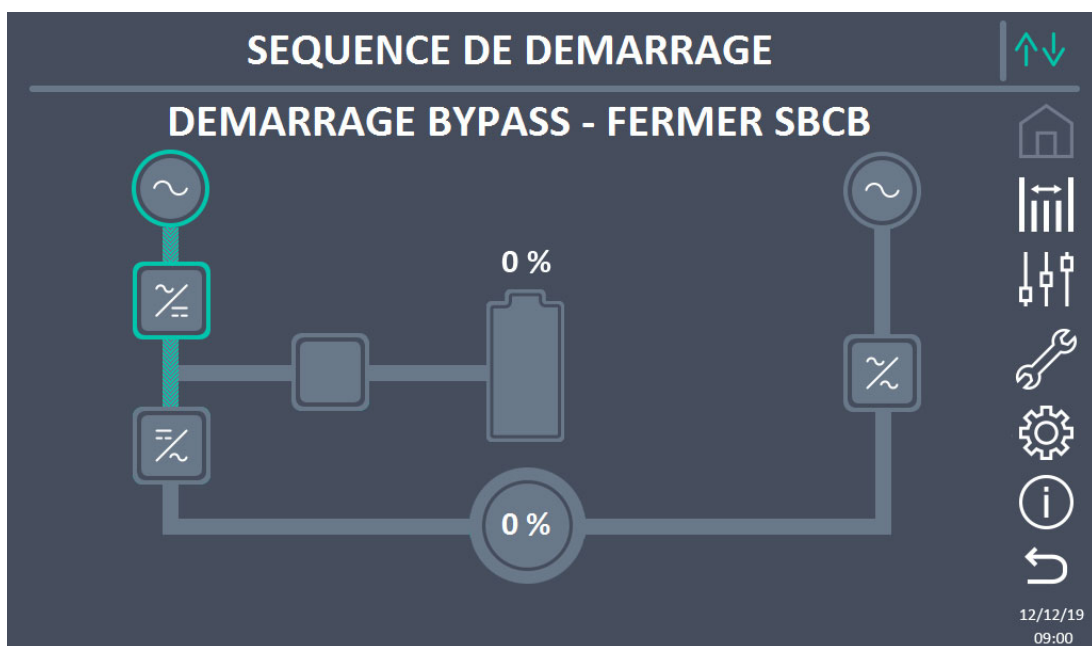 SEQUENCE DE DEMARRAGE
DEMARRAGE BYPASS - FERMER SBCB
0 %
0 %
12/12/19
09:00